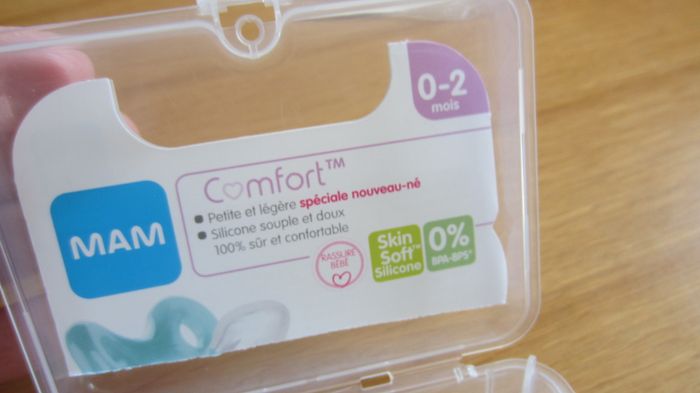 0-2
mois
Comfort™
• Petite et légère spéciale nouveau-né
• Silicone souple et doux
100% sûr et confortable
MAM
RASSURE
BÉBÉ
Skin
Soft™
Silicone
0%
BPA-BPS*